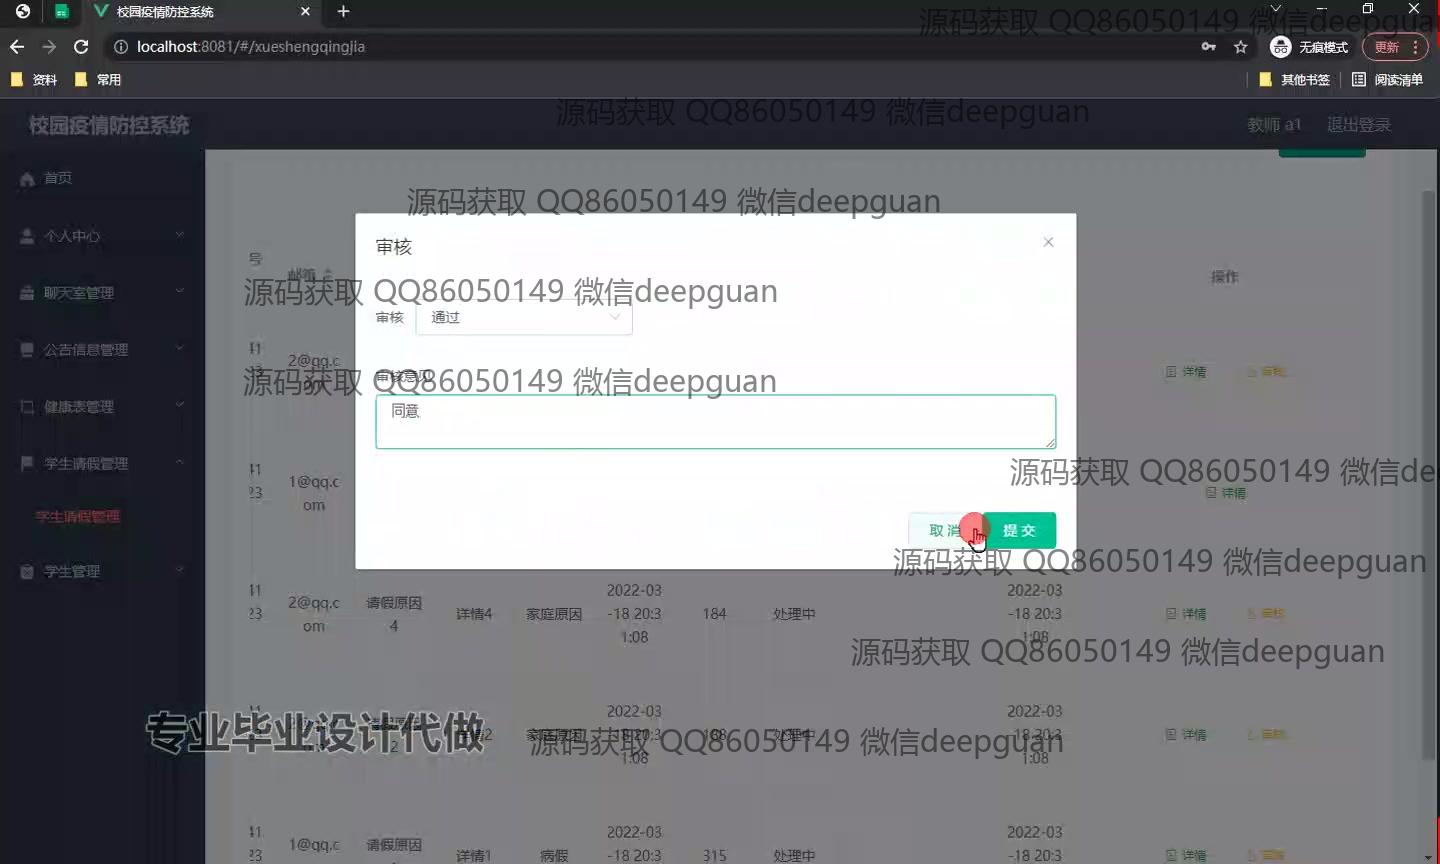 校园疫情防控系统
源码获取 QQ86050149 微信deepguan
localhost:8081/#/xueshengqingjia
无痕模式
更新
资料
常用
其他书签
阅读清单
源码获取 QQ86050149 微信deepguan
校园疫情防控系统
教师 a1
退出登录
首页
源码获取 QQ86050149 微信deepguan
个人中心
审核
号
邮箱
操作
聊天室管理
源码获取 QQ86050149 微信deepguan
审核
通过
公告信息管理
2@qq.c
详情
审核
源码获取 QQ86050149 微信deepguan
审核意见
健康表管理
同意
学生请假管理
源码获取 QQ86050149 微信dee
23
1@qq.c
om
详情
学生请假管理
取消
提交
源码获取 QQ86050149 微信deepguan
学生管理
23
2@qq.c
om
请假原因
4
详情4
家庭原因
2022-03
-18 20:3
1:08
184
处理中
2022-03
-18 20:3
1:08
详情
审核
源码获取 QQ86050149 微信deepguan
专业毕业设计代做
2022-03
1:08
2022-03
1:08
详情
审核
源码获取 QQ86050149 微信deepguan
23
1@qq.c
请假原因
详情1
病假
2022-03
-18 20:3
315
处理中
2022-03
-18 20:3
详情
审核